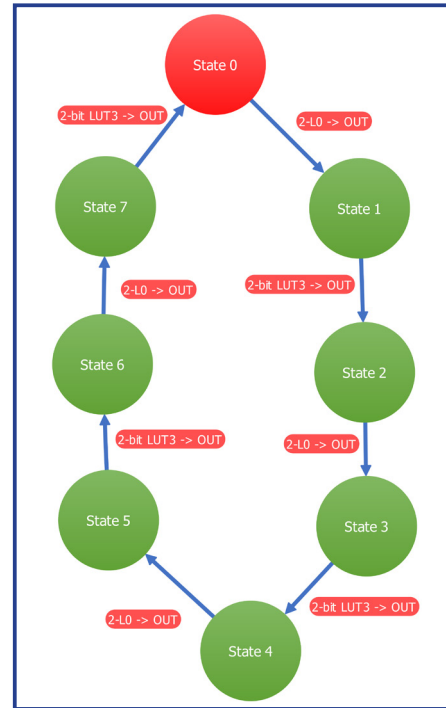 State 0
2-bit LUT3 -> OUT
2-L0 -> OUT
State 7
State 1
2-bit LUT3 -> OUT
2-L0 -> OUT
State 6
State 2
2-bit LUT3 -> OUT
2-L0 -> OUT
State 5
State 3
2-L0 -> OUT
2-bit LUT3 -> OUT
State 4